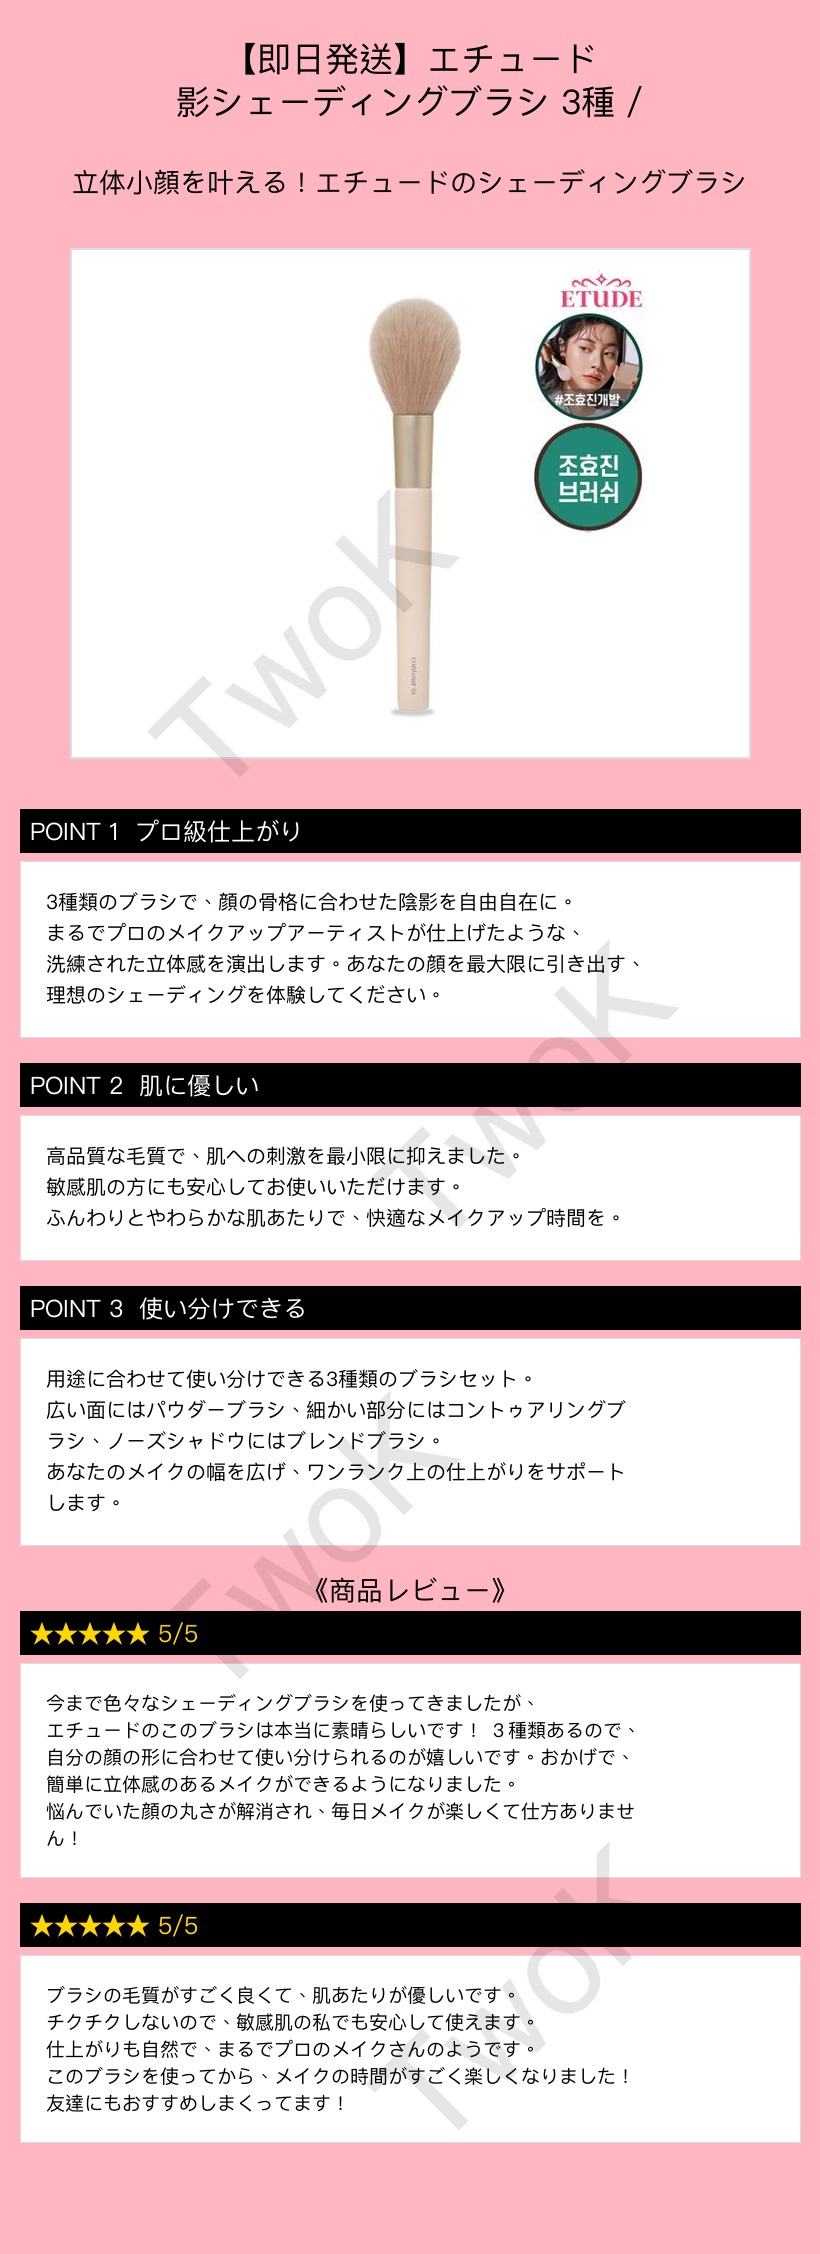 【即日発送】エチュード
影シェーディングブラシ 3種 /
立体小顔を叶える！エチュードのシェーディングブラシ
ETUDE
#조효진개발
조효진
브러쉬
contour 01
TwoK
POINT 1 プロ級仕上がり
3種類のブラシで、顔の骨格に合わせた陰影を自由自在に。
まるでプロのメイクアップアーティストが仕上げたような、
洗練された立体感を演出します。あなたの顔を最大限に引き出す、
理想のシェーディングを体験してください。
TwoK
POINT 2 肌に優しい
高品質な毛質で、肌への刺激を最小限に抑えました。
敏感肌の方にも安心してお使いいただけます。
ふんわりとやわらかな肌あたりで、快適なメイクアップ時間を。
POINT 3 使い分けできる
用途に合わせて使い分けできる3種類のブラシセット。
広い面にはパウダーブラシ、細かい部分にはコントゥアリングブ
ラシ、ノーズシャドウにはブレンドブラシ。
あなたのメイクの幅を広げ、ワンランク上の仕上がりをサポート
します。
TwoK
《商品レビュー》
★★★★★ 5/5
今まで色々なシェーディングブラシを使ってきましたが、
エチュードのこのブラシは本当に素晴らしいです！ 3種類あるので、
自分の顔の形に合わせて使い分けられるのが嬉しいです。おかげで、
簡単に立体感のあるメイクができるようになりました。
悩んでいた顔の丸さが解消され、毎日メイクが楽しくて仕方ありませ
ん！
★★★★★ 5/5
ブラシの毛質がすごく良くて、肌あたりが優しいです。
チクチクしないので、敏感肌の私でも安心して使えます。
仕上がりも自然で、まるでプロのメイクさんのようです。
このブラシを使ってから、メイクの時間がすごく楽しくなりました！
友達にもおすすめしまくってます！
TwoK